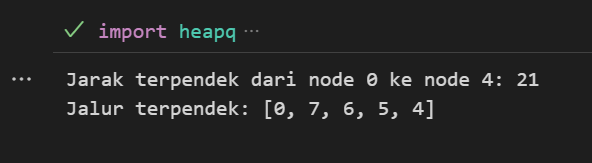 import heapq ...
Jarak terpendek dari node 0 ke node 4: 21
Jalur terpendek: [0, 7, 6, 5, 4]